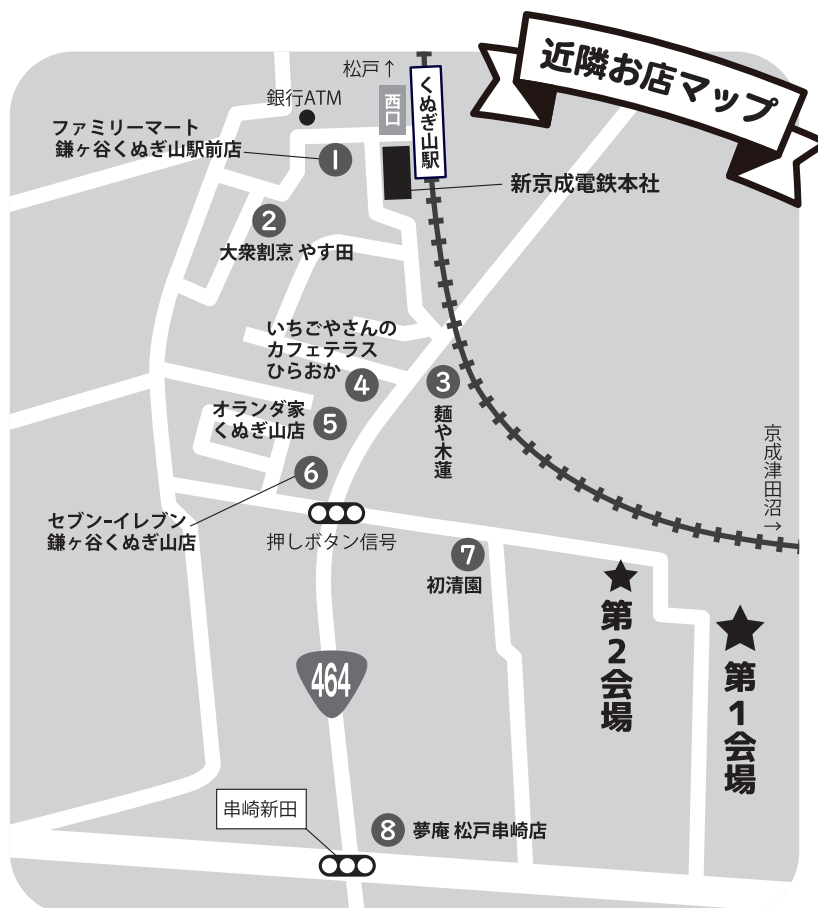 近隣お店マップ
松戸↑
くぬぎ山駅
西口
銀行ATM
ファミリーマート
鎌ヶ谷くぬぎ山駅前店
1
新京成電鉄本社
2
大衆割烹 やす田
いちごやさんの
カフェテラス
ひらおか
4
3
麺や木蓮
オランダ家
くぬぎ山店
5
京成津田沼→
6
セブン-イレブン
鎌ヶ谷くぬぎ山店
押しボタン信号
7
初清園
第2会場
第1会場
464
串崎新田
8
夢庵 松戸串崎店